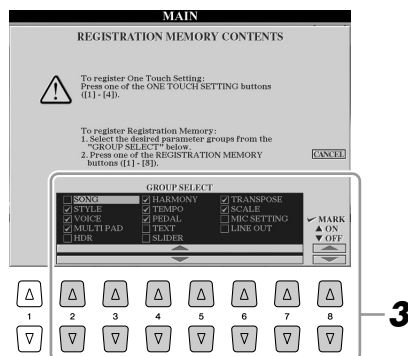 MAIN
REGISTRATION MEMORY CONTENTS
To register One Touch Setting:
Press one of the ONE TOUCH SETTING buttons
([1] - [4]).
To register Registration Memory:
1. Select the desired parameter groups from the
"GROUP SELECT" below.
2. Press one of the REGISTRATION MEMORY
buttons ([1] - [8]).
CANCEL
GROUP SELECT
SONG HARMONY TRANSPOSE
STYLE TEMPO SCALE
VOICE PEDAL MIC SETTING
MULTI PAD TEXT LINE OUT
HDR SLIDER
MARK
▲ ON
▼ OFF
3
1 2 3 4 5 6 7 8